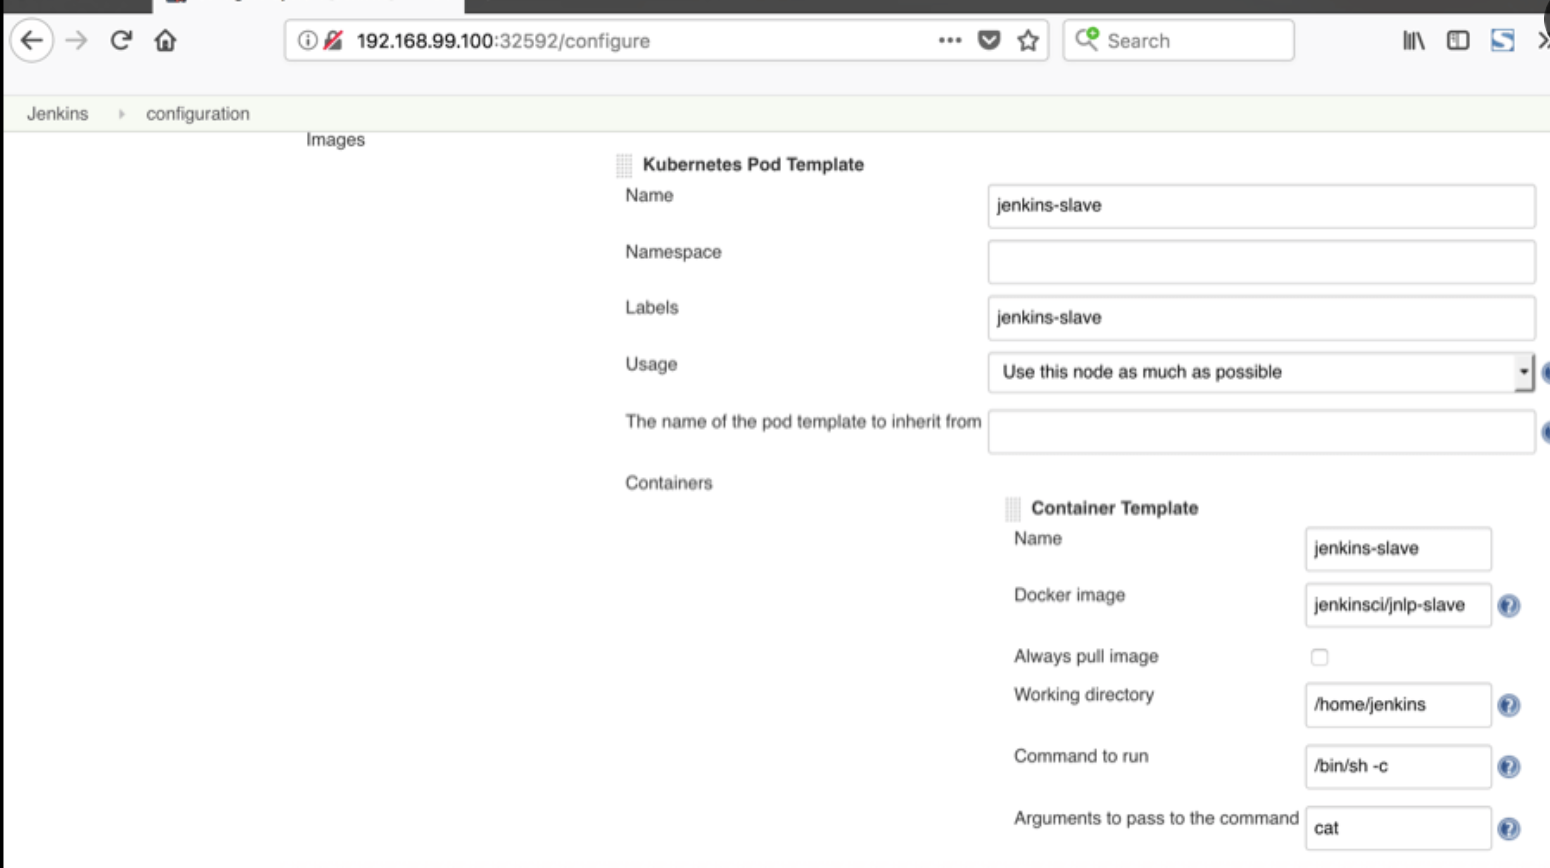 192.168.99.100:32592/configure
Search
Jenkins configuration
Images
Kubernetes Pod Template
Name jenkins-slave
Namespace
Labels jenkins-slave
Usage Use this node as much as possible
The name of the pod template to inherit from
Containers
Container Template
Name jenkins-slave
Docker image jenkinsci/jnlp-slave
Always pull image
Working directory /home/jenkins
Command to run /bin/sh -c
Arguments to pass to the command cat